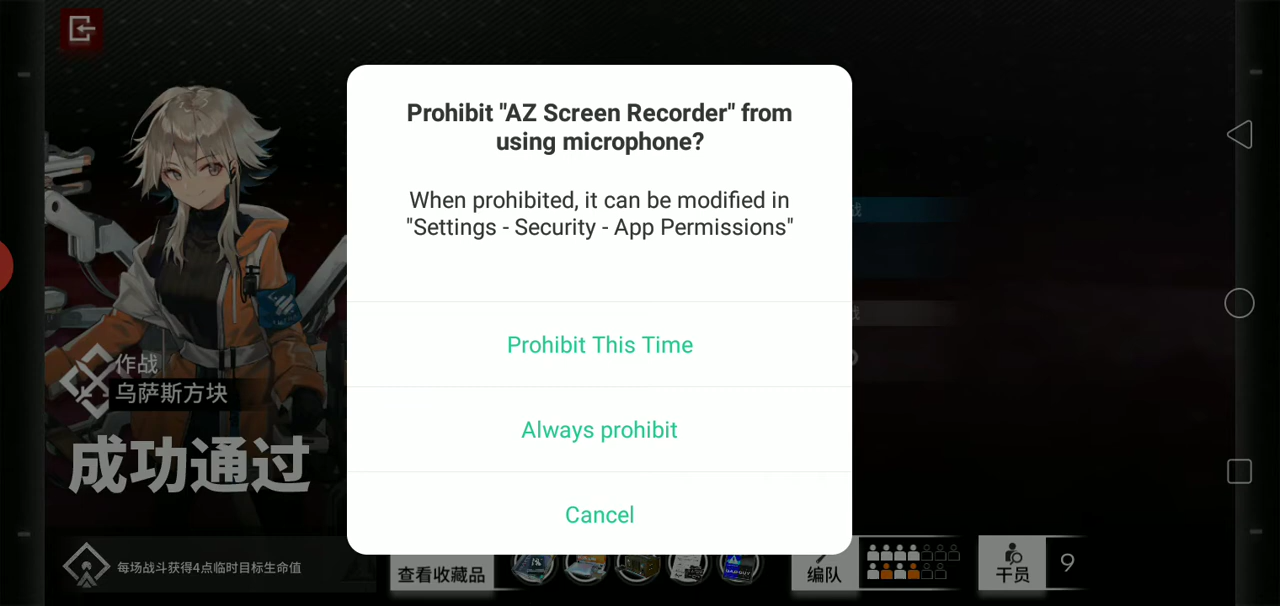 Prohibit "AZ Screen Recorder" from
using microphone?
When prohibited, it can be modified in
"Settings - Security - App Permissions"
Prohibit This Time
Always prohibit
Cancel
作战
乌萨斯方块
成功通过
每场战斗获得4点临时目标生命值
查看收藏品
编队
干员
9